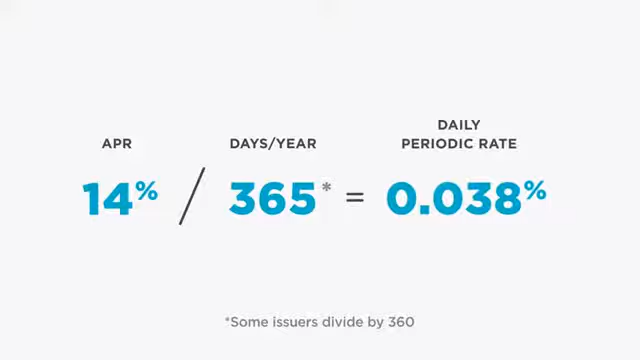 APR
DAYS/YEAR
DAILY
PERIODIC RATE
14% / 365* = 0.038%
*Some issuers divide by 360